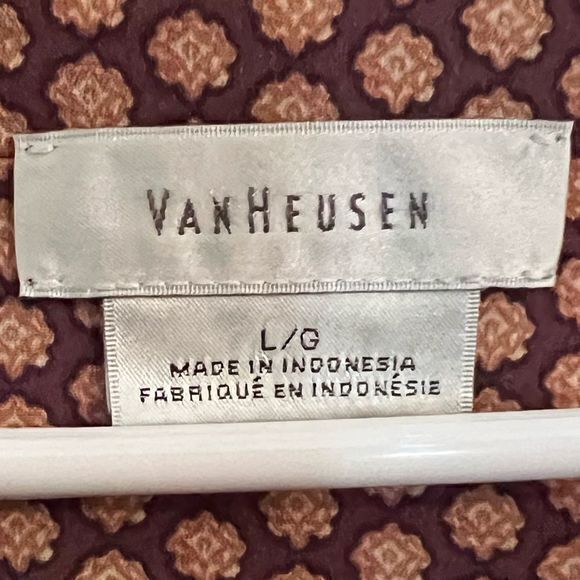 VANHEUSEN
L/G
MADE IN INDONESIA
FABRIQUÉ EN INDONÉSIE